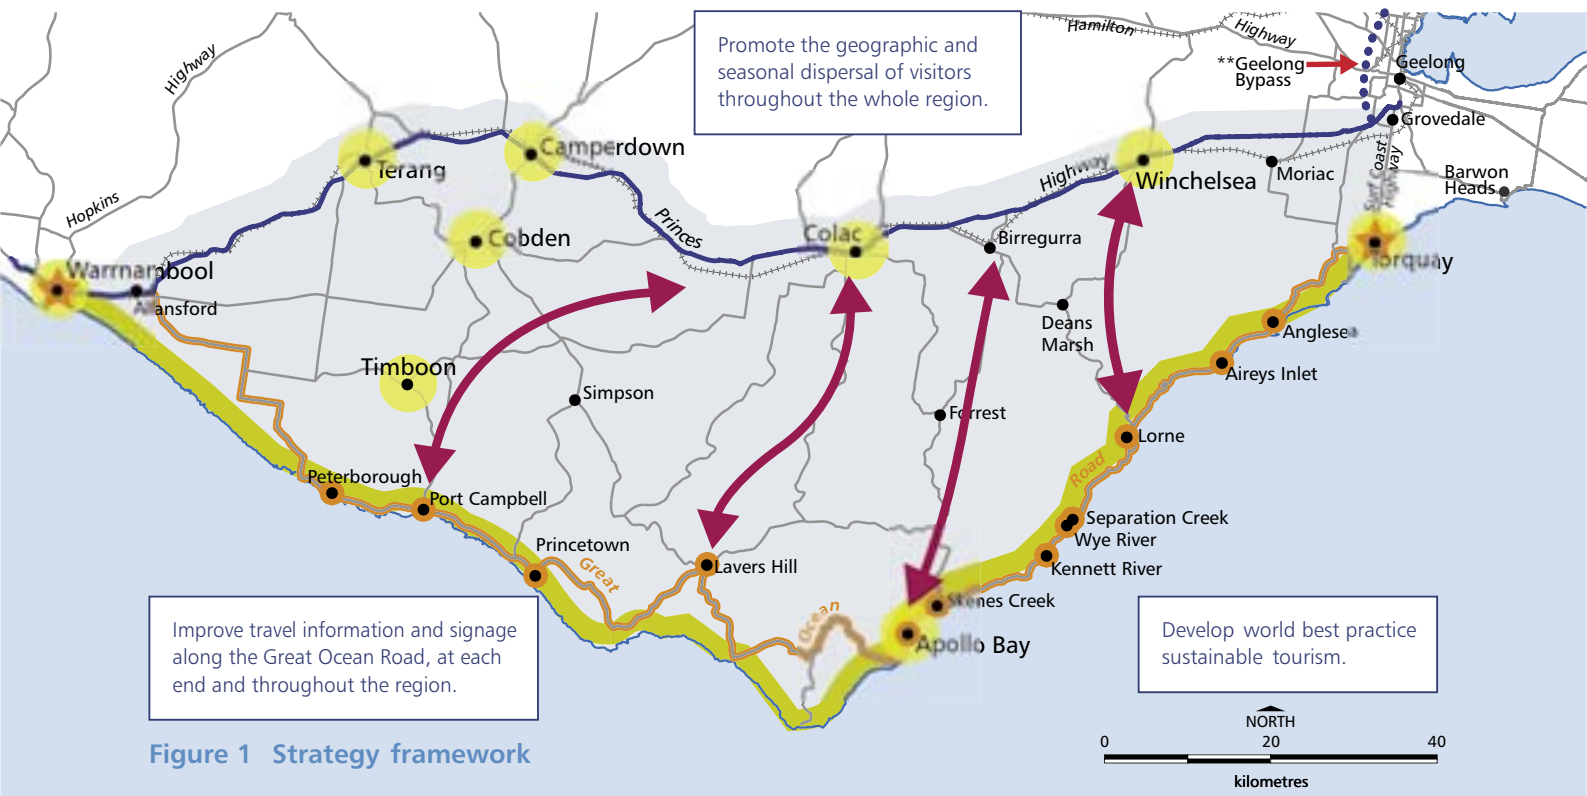 Promote the geographic and
seasonal dispersal of visitors
throughout the whole region.
Hamilton
Highway
**Geelong
Bypass
Geelong
Grovedale
Surf Coast
Highway
Barwon
Heads
Moriac
Winchelsea
Highway
Torquay
Highway
Hopkins
Terang
Camperdown
Cobden
Princes
Colac
Birregurra
Warrnambool
Allansford
Deans
Marsh
Anglesea
Aireys Inlet
Timboon
Simpson
Forrest
Lorne
Road
Peterborough
Port Campbell
Princetown
Great
Lavers Hill
Separation Creek
Wye River
Kennett River
Skenes Creek
Ocean
Apollo Bay
Improve travel information and signage
along the Great Ocean Road, at each
end and throughout the region.
Develop world best practice
sustainable tourism.
Figure 1 Strategy framework
NORTH
0 20 40
kilometres